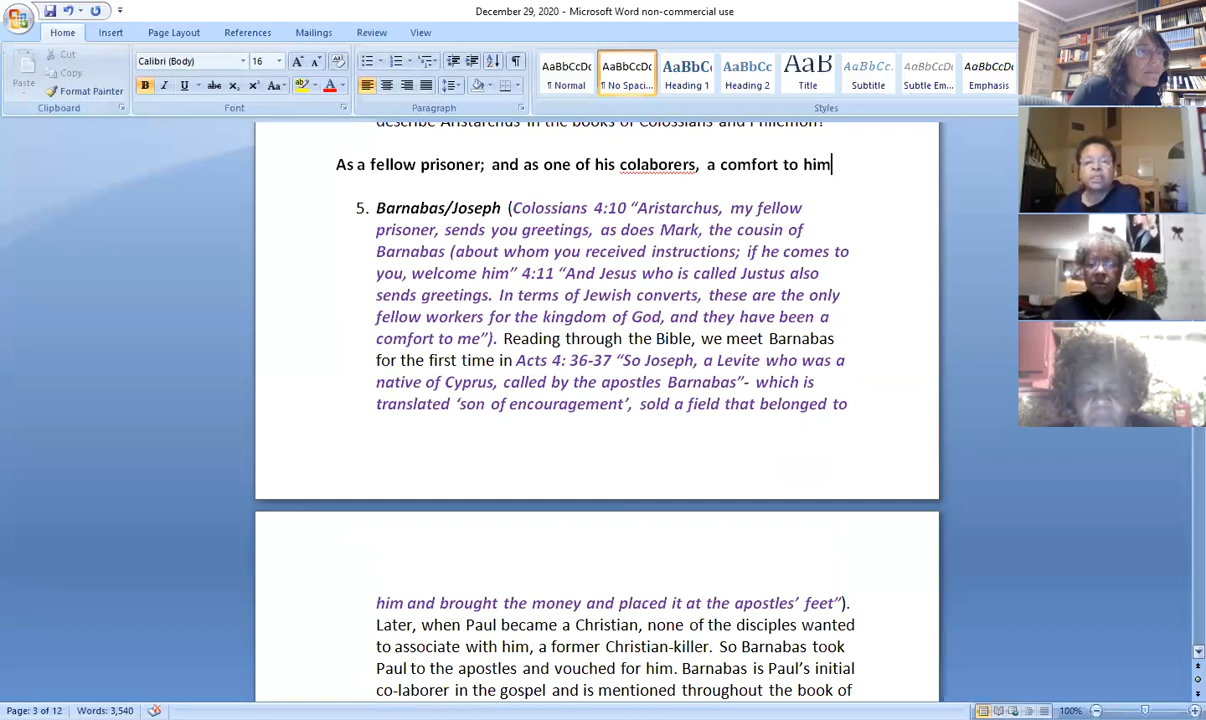 December 29, 2020 - Microsoft Word non-commercial use
Home Insert Page Layout References Mailings Review View
Cut
Copy
Paste
Format Painter
Clipboard
Calibri (Body) 16
Font
Paragraph
AaBbCcDc AaBbCcDc AaBbCc AaBbCc AaB AaBbCc. AaBbCcDc AaBbCcDc
¶ Normal ¶ No Spaci... Heading 1 Heading 2 Title Subtitle Subtle Em... Emphasis
Styles
describe Aristarchus in the books of Colossians and Philemon?
As a fellow prisoner; and as one of his colaborers, a comfort to him
5. Barnabas/Joseph (Colossians 4:10 “Aristarchus, my fellow
prisoner, sends you greetings, as does Mark, the cousin of
Barnabas (about whom you received instructions; if he comes to
you, welcome him” 4:11 “And Jesus who is called Justus also
sends greetings. In terms of Jewish converts, these are the only
fellow workers for the kingdom of God, and they have been a
comfort to me”). Reading through the Bible, we meet Barnabas
for the first time in Acts 4: 36-37 “So Joseph, a Levite who was a
native of Cyprus, called by the apostles Barnabas”- which is
translated ‘son of encouragement’, sold a field that belonged to
him and brought the money and placed it at the apostles’ feet”).
Later, when Paul became a Christian, none of the disciples wanted
to associate with him, a former Christian-killer. So Barnabas took
Paul to the apostles and vouched for him. Barnabas is Paul’s initial
co-laborer in the gospel and is mentioned throughout the book of
Page: 3 of 12 Words: 3,540 100%